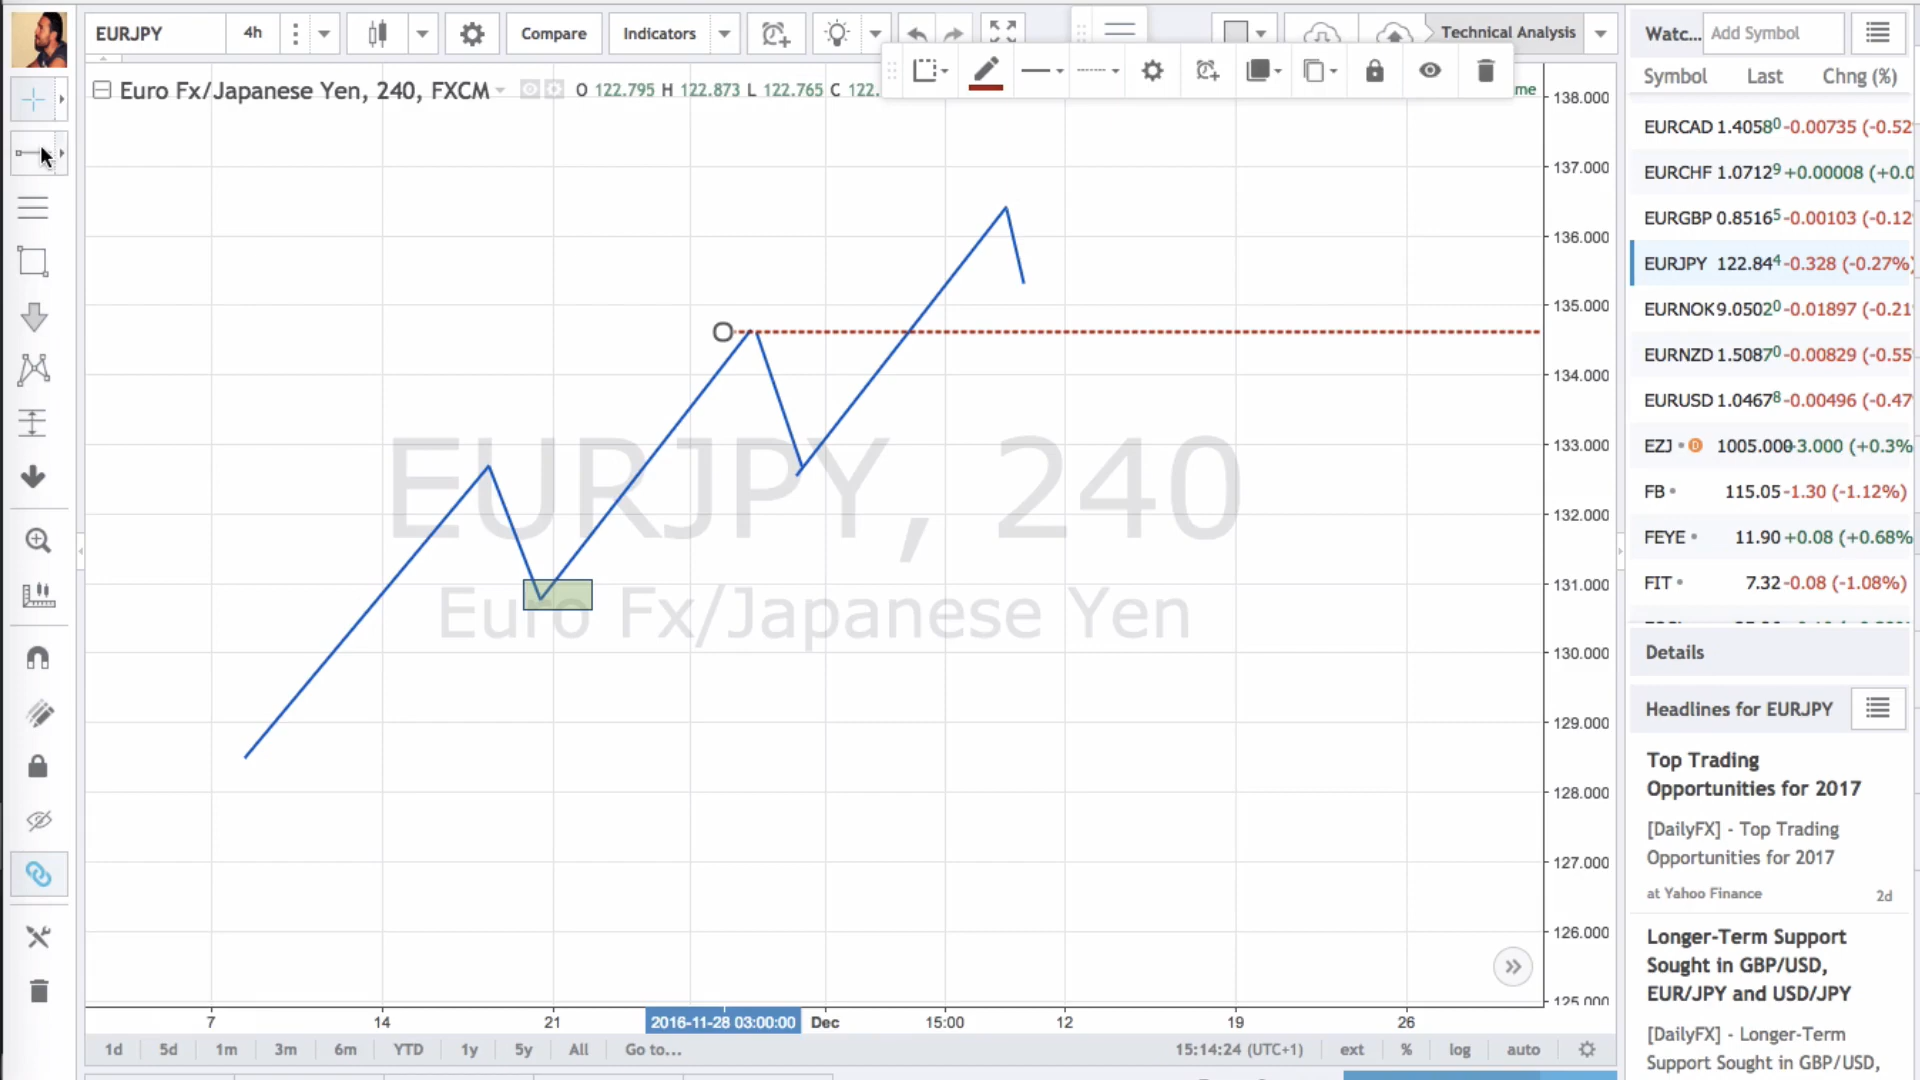 EURJPY 4h Compare Indicators Technical Analysis
Euro Fx/Japanese Yen, 240, FXCM O 122.795 H 122.873 L 122.765 C 122.
me
138.000
137.000
136.000
135.000
134.000
133.000
132.000
131.000
130.000
129.000
128.000
127.000
126.000
125.000
EURJPY, 240
Euro Fx/Japanese Yen
7 14 21 2016-11-28 03:00:00 Dec 15:00 12 19 26
1d 5d 1m 3m 6m YTD 1y 5y All Go to... 15:14:24 (UTC+1) ext % log auto
Watc... Add Symbol
Symbol Last Chng (%)
EURCAD 1.40580 -0.00735 (-0.52
EURCHF 1.07129 +0.00008 (+0.0
EURGBP 0.85165 -0.00103 (-0.12
EURJPY 122.844 -0.328 (-0.27%)
EURNOK 9.05020 -0.01897 (-0.21
EURNZD 1.50870 -0.00829 (-0.55
EURUSD 1.04678 -0.00496 (-0.47
EZJ D 1005.000 +3.000 (+0.3%
FB 115.05 -1.30 (-1.12%)
FEYE 11.90 +0.08 (+0.68%
FIT 7.32 -0.08 (-1.08%)
Details
Headlines for EURJPY
Top Trading
Opportunities for 2017
[DailyFX] - Top Trading
Opportunities for 2017
at Yahoo Finance 2d
Longer-Term Support
Sought in GBP/USD,
EUR/JPY and USD/JPY
[DailyFX] - Longer-Term
Support Sought in GBP/USD,